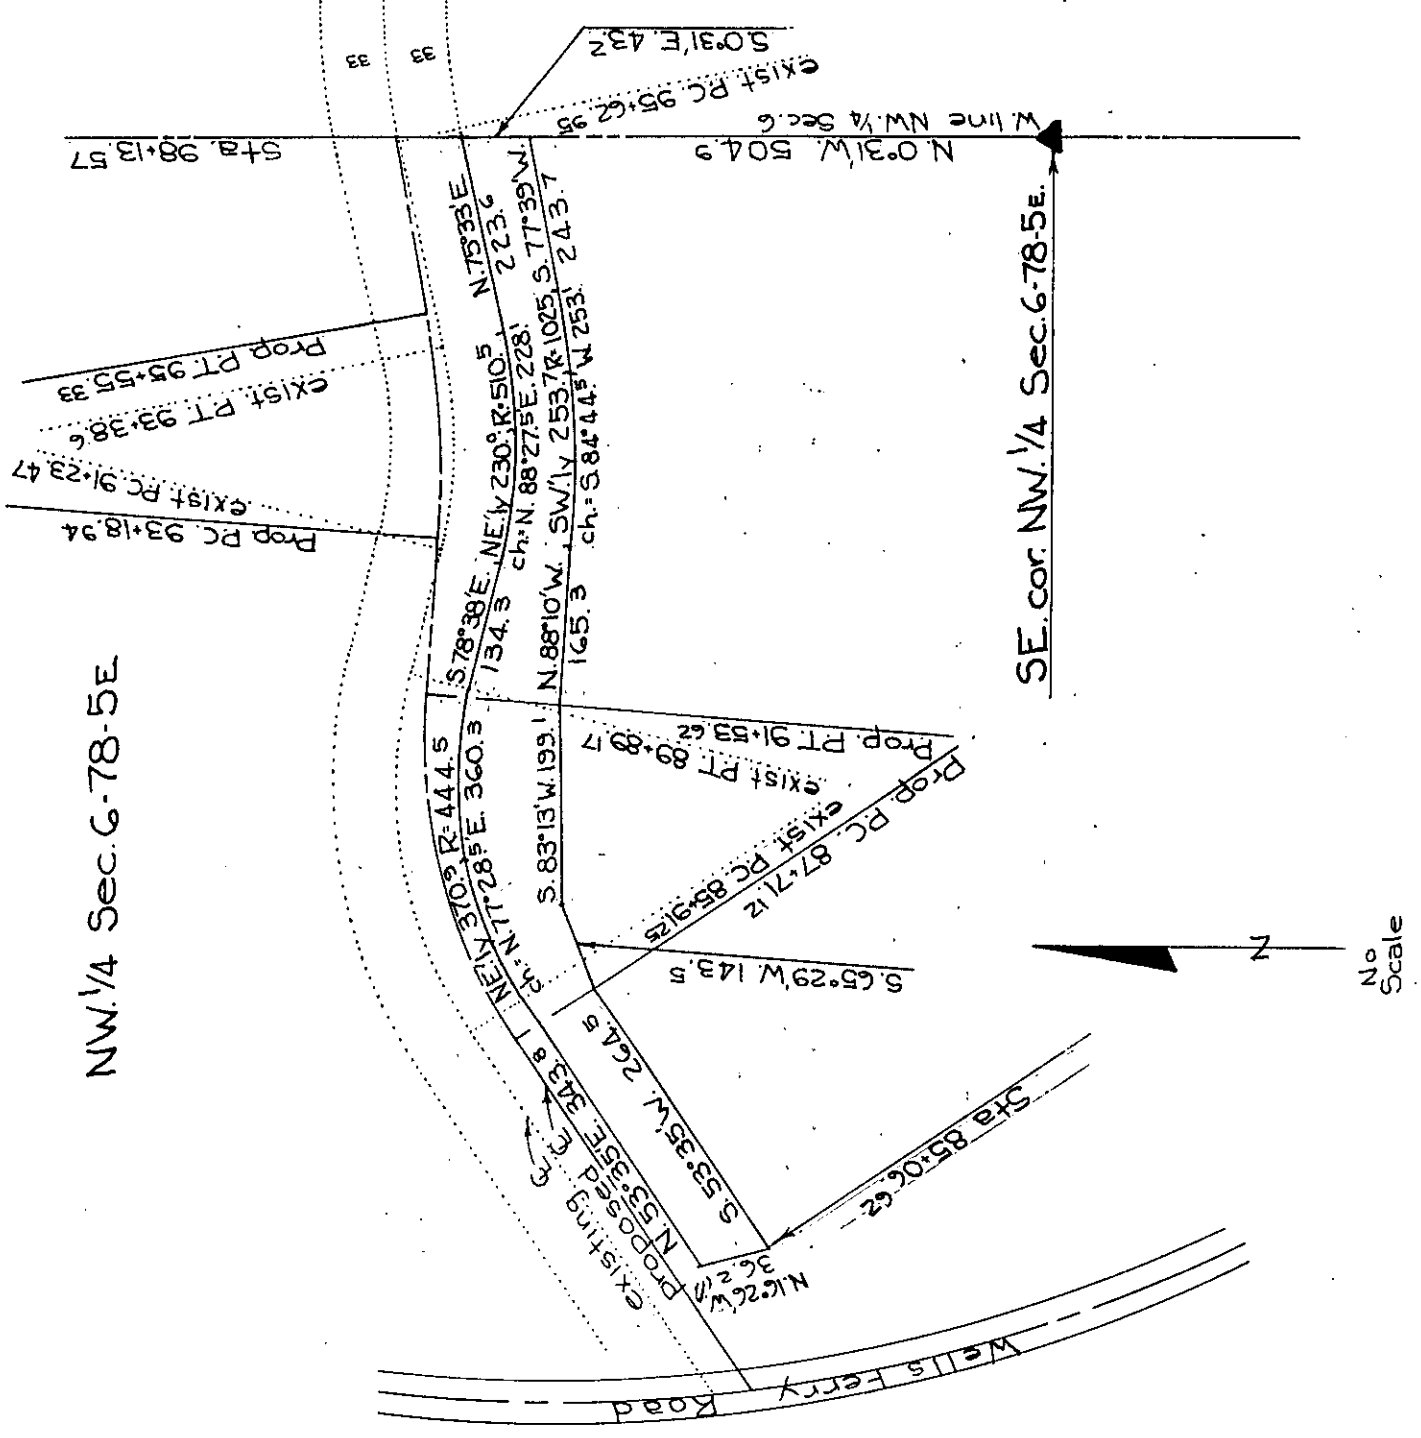 33
33
S.0°31'E. 43.2
exist. P.C. 95+62.95
W. line NW.¼ Sec.6
N.0°31'W. 504.9
Sta. 98+13.57
Prop. P.T. 95+55.33
exist. P.T. 93+38.6
exist. P.C. 91+23.47
Prop. P.C. 93+18.94
N.75°33'E.
223.6
NE'ly 230.0, R=510.5
ch.=N.88°27.5'E. 228.1
S.78°38'E.
134.3
S.77°39'W.
243.7
SW'ly 253.7 R=1025,
ch.=S.84°44.5'W. 253.1
N.88°10'W.
165.3
SE. cor. NW.¼ Sec.6-78-5E.
NW.¼ Sec.6-78-5E
NE'ly 370.9 R=444.5
ch.=N.77°28.5'E. 360.3
S.83°13'W. 199.1
Prop. P.T. 91+53.62
exist P.T. 89+89.17
Prop. P.C. 87+71.12
exist P.C. 85+91.25
S.65°29'W. 143.5
S.53°35'W. 264.5
N.53°35'E. 343.8
existing ℄
proposed ℄
N.16°26'W.
36.2
Sta 85+06.62
Wells Ferry Road
N
No
Scale